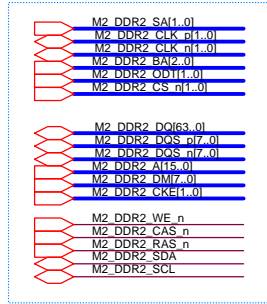 M2_DDR2_SA[1..0]
M2_DDR2_CLK_p[1..0]
M2_DDR2_CLK_n[1..0]
M2_DDR2_BA[2..0]
M2_DDR2_ODT[1..0]
M2_DDR2_CS_n[1..0]
M2_DDR2_DQ[63..0]
M2_DDR2_DQS_p[7..0]
M2_DDR2_DQS_n[7..0]
M2_DDR2_A[15..0]
M2_DDR2_DM[7..0]
M2_DDR2_CKE[1..0]
M2_DDR2_WE_n
M2_DDR2_CAS_n
M2_DDR2_RAS_n
M2_DDR2_SDA
M2_DDR2_SCL